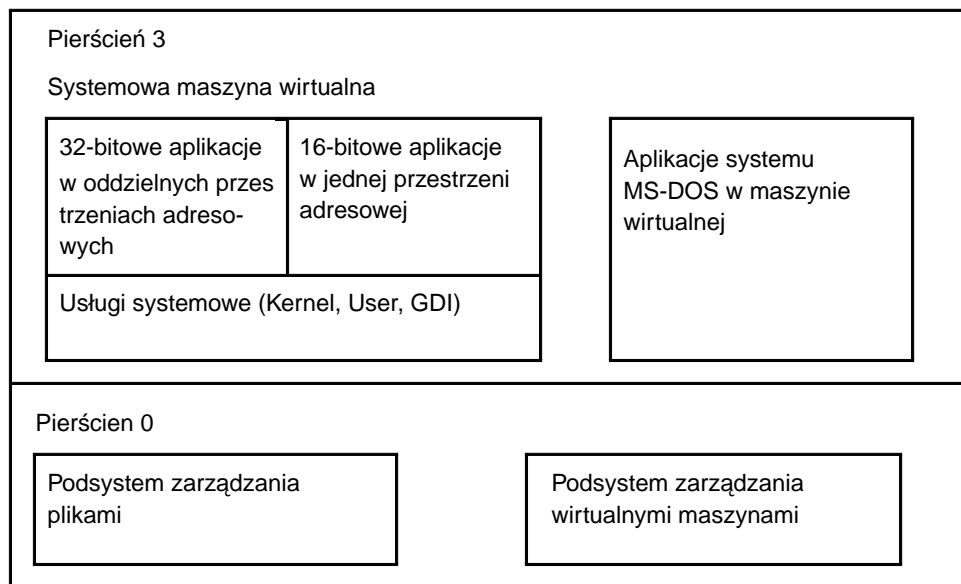 Pierścień 3
Systemowa maszyna wirtualna
32-bitowe aplikacje
w oddzielnych przes
trzeniach adreso-
wych
16-bitowe aplikacje
w jednej przestrzeni
adresowej
Aplikacje systemu
MS-DOS w maszynie
wirtualnej
Usługi systemowe (Kernel, User, GDI)
Pierścien 0
Podsystem zarządzania
plikami
Podsystem zarządzania
wirtualnymi maszynami